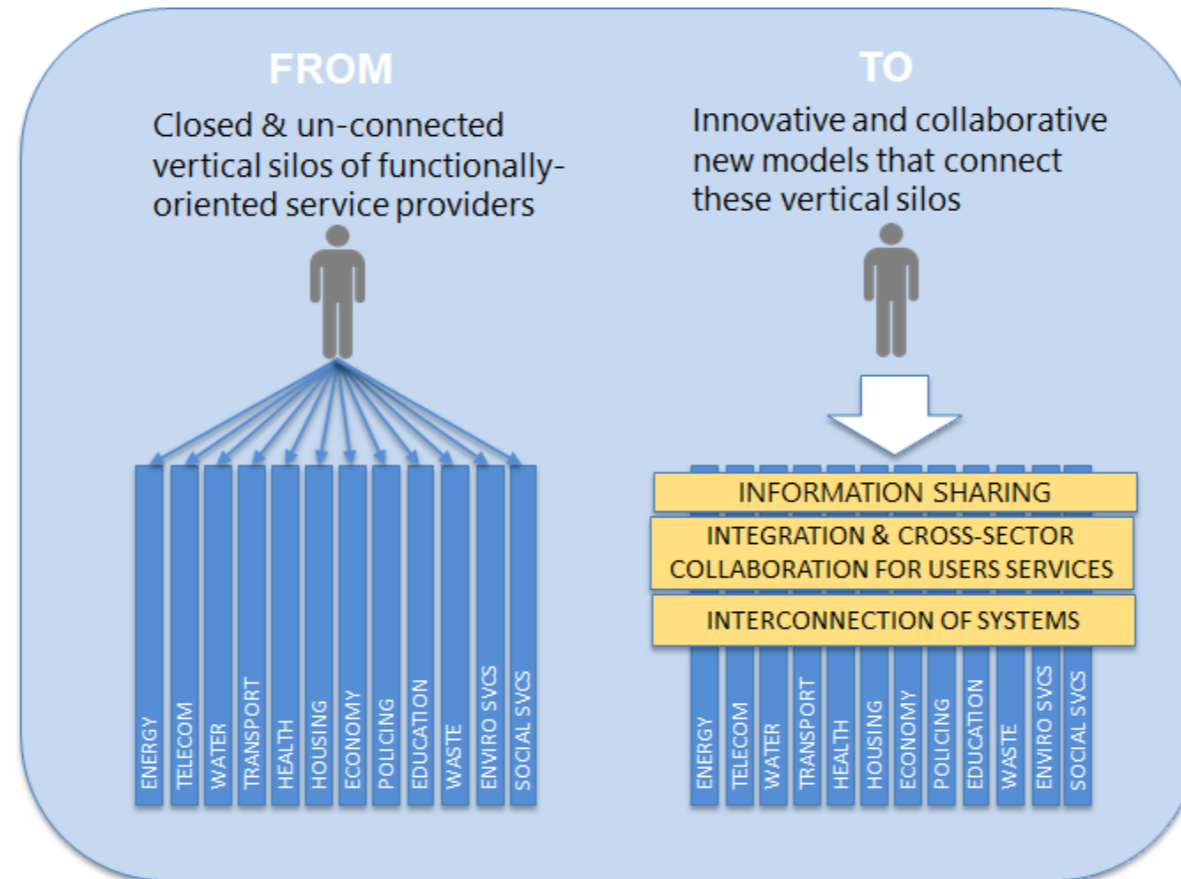 FROM
Closed & un-connected
vertical silos of functionally-
oriented service providers
ENERGY
TELECOM
WATER
TRANSPORT
HEALTH
HOUSING
ECONOMY
POLICING
EDUCATION
WASTE
ENVIRO SVCS
SOCIAL SVCS
TO
Innovative and collaborative
new models that connect
these vertical silos
INFORMATION SHARING
INTEGRATION & CROSS-SECTOR
COLLABORATION FOR USERS SERVICES
INTERCONNECTION OF SYSTEMS
ENERGY
TELECOM
WATER
TRANSPORT
HEALTH
HOUSING
ECONOMY
POLICING
EDUCATION
WASTE
ENVIRO SVCS
SOCIAL SVCS